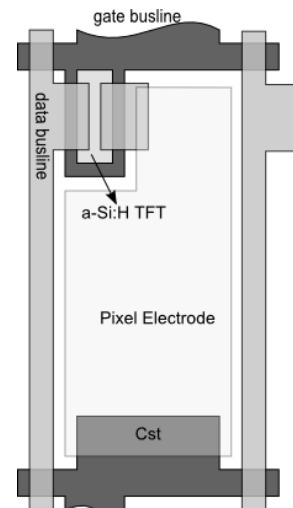 gate busline
data busline
a-Si:H TFT
Pixel Electrode
Cst